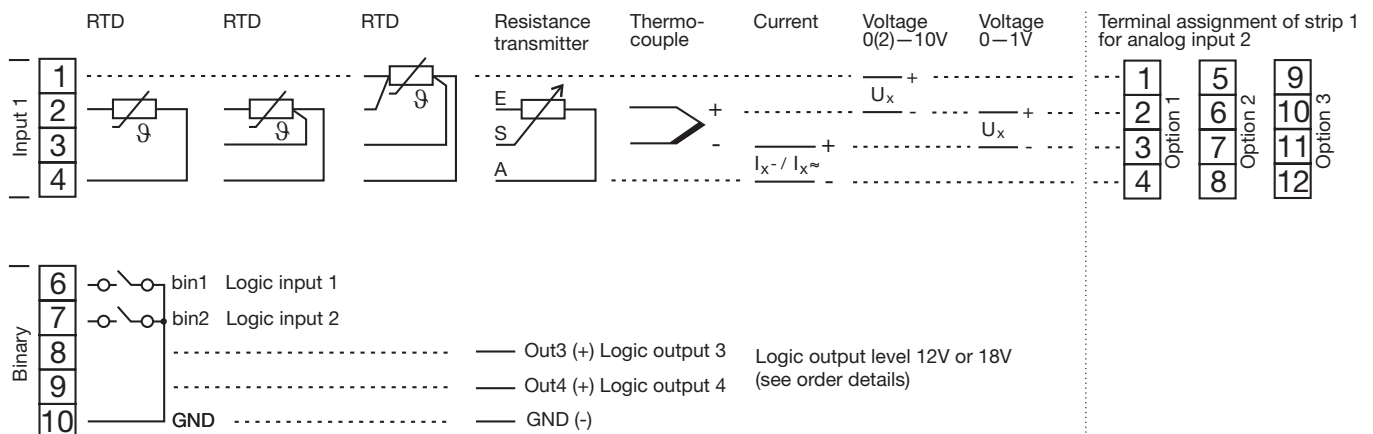 RTD RTD RTD Resistance transmitter Thermo-couple Current Voltage 0(2)—10V Voltage 0—1V Terminal assignment of strip 1 for analog input 2
Input 1
1
2
3
4
ϑ
ϑ
ϑ
E
S
A
+
-
+
Ix- / Ix≈
-
+
Ux
-
+
Ux
-
1
2
3
4
Option 1
5
6
7
8
Option 2
9
10
11
12
Option 3
Binary
6 bin1 Logic input 1
7 bin2 Logic input 2
8 Out3 (+) Logic output 3
9 Out4 (+) Logic output 4
10 GND GND (-)
Logic output level 12V or 18V
(see order details)